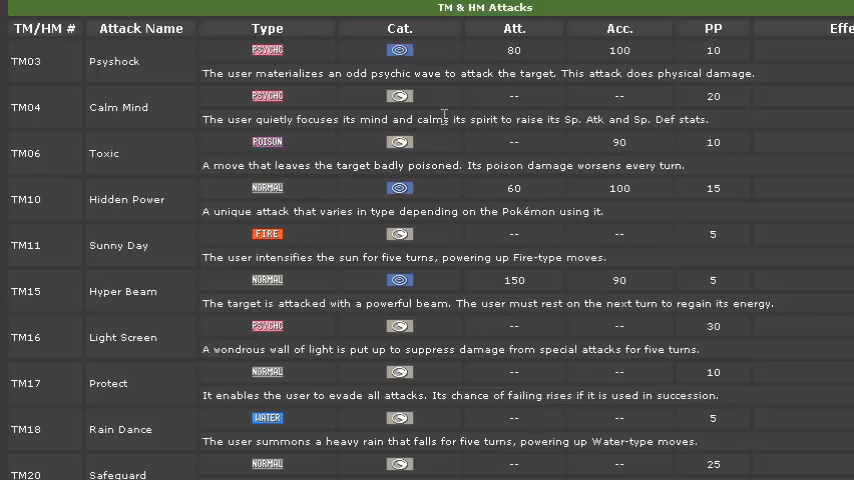 TM & HM Attacks
TM/HM # Attack Name Type Cat. Att. Acc. PP Effe
TM03 Psyshock PSYCHC 80 100 10
The user materializes an odd psychic wave to attack the target. This attack does physical damage.
TM04 Calm Mind PSYCHC -- -- 20
The user quietly focuses its mind and calms its spirit to raise its Sp. Atk and Sp. Def stats.
TM06 Toxic POISON -- 90 10
A move that leaves the target badly poisoned. Its poison damage worsens every turn.
TM10 Hidden Power NORMAL 60 100 15
A unique attack that varies in type depending on the Pokémon using it.
TM11 Sunny Day FIRE -- -- 5
The user intensifies the sun for five turns, powering up Fire-type moves.
TM15 Hyper Beam NORMAL 150 90 5
The target is attacked with a powerful beam. The user must rest on the next turn to regain its energy.
TM16 Light Screen PSYCHC -- -- 30
A wondrous wall of light is put up to suppress damage from special attacks for five turns.
TM17 Protect NORMAL -- -- 10
It enables the user to evade all attacks. Its chance of failing rises if it is used in succession.
TM18 Rain Dance WATER -- -- 5
The user summons a heavy rain that falls for five turns, powering up Water-type moves.
TM20 Safeguard NORMAL -- -- 25